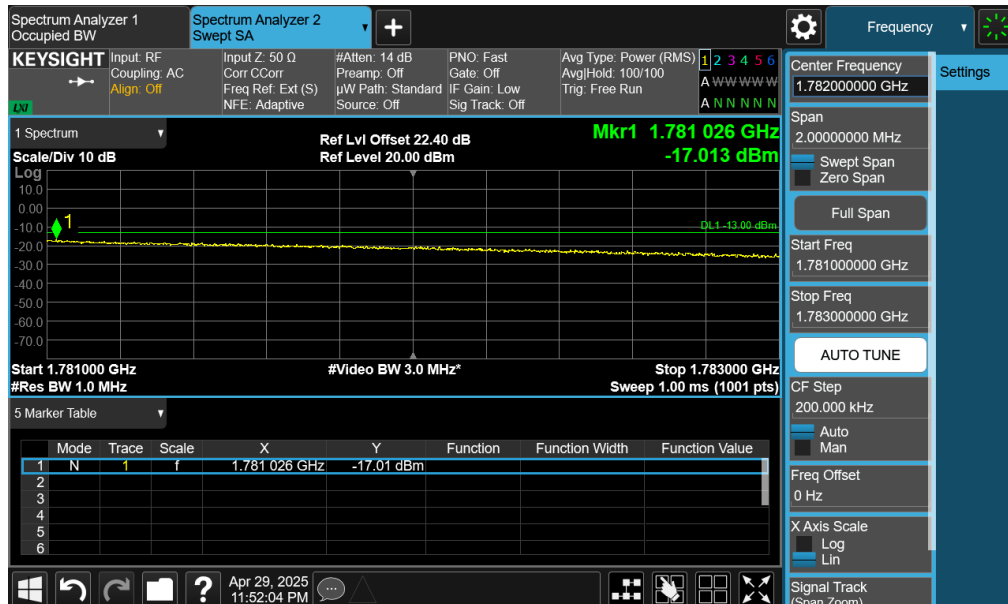 Spectrum Analyzer 1
Occupied BW
Spectrum Analyzer 2
Swept SA
Frequency
KEYSIGHT
LXI
Input: RF
Coupling: AC
Align: Off
Input Z: 50 Ω
Corr CCorr
Freq Ref: Ext (S)
NFE: Adaptive
#Atten: 14 dB
Preamp: Off
µW Path: Standard
Source: Off
PNO: Fast
Gate: Off
IF Gain: Low
Sig Track: Off
Avg Type: Power (RMS)
Avg|Hold: 100/100
Trig: Free Run
1 2 3 4 5 6
A W W W W W
A N N N N N
1 Spectrum
Scale/Div 10 dB
Ref Lvl Offset 22.40 dB
Ref Level 20.00 dBm
Mkr1 1.781 026 GHz
-17.013 dBm
Log
10.0
0.00
-10.0
-20.0
-30.0
-40.0
-50.0
-60.0
-70.0
1
DL1 -13.00 dBm
Start 1.781000 GHz
#Video BW 3.0 MHz*
Stop 1.783000 GHz
#Res BW 1.0 MHz
Sweep 1.00 ms (1001 pts)
5 Marker Table
Mode Trace Scale X Y Function Function Width Function Value
1 N 1 f 1.781 026 GHz -17.01 dBm
2
3
4
5
6
Apr 29, 2025
11:52:04 PM
Center Frequency
1.782000000 GHz
Settings
Span
2.00000000 MHz
Swept Span
Zero Span
Full Span
Start Freq
1.781000000 GHz
Stop Freq
1.783000000 GHz
AUTO TUNE
CF Step
200.000 kHz
Auto
Man
Freq Offset
0 Hz
X Axis Scale
Log
Lin
Signal Track
(Span Zoom)